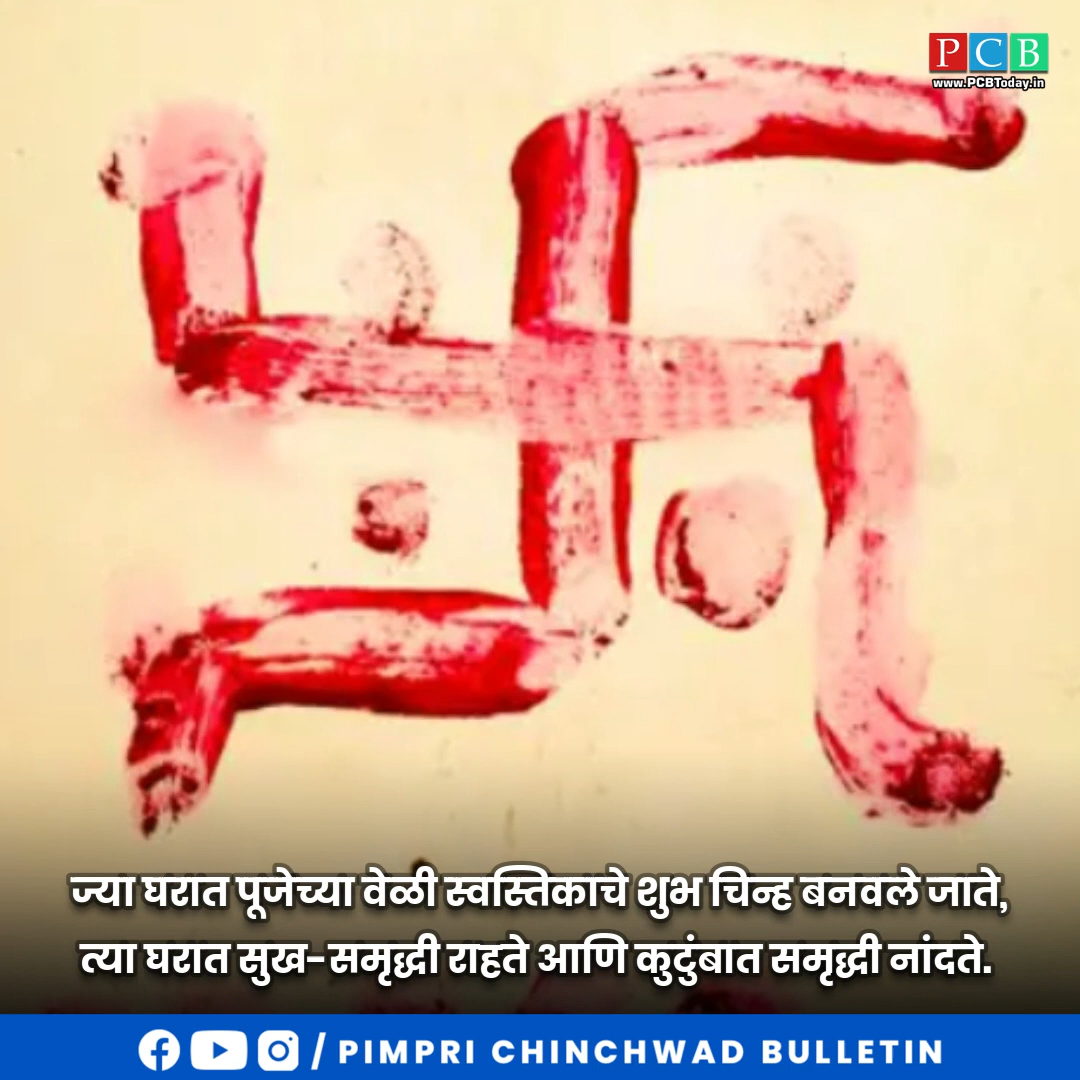 PCB
www.PCBToday.in
ज्या घरात पूजेच्या वेळी स्वस्तिकाचे शुभ चिन्ह बनवले जाते,
त्या घरात सुख-समृद्धी राहते आणि कुटुंबात समृद्धी नांदते.
/ PIMPRI CHINCHWAD BULLETIN